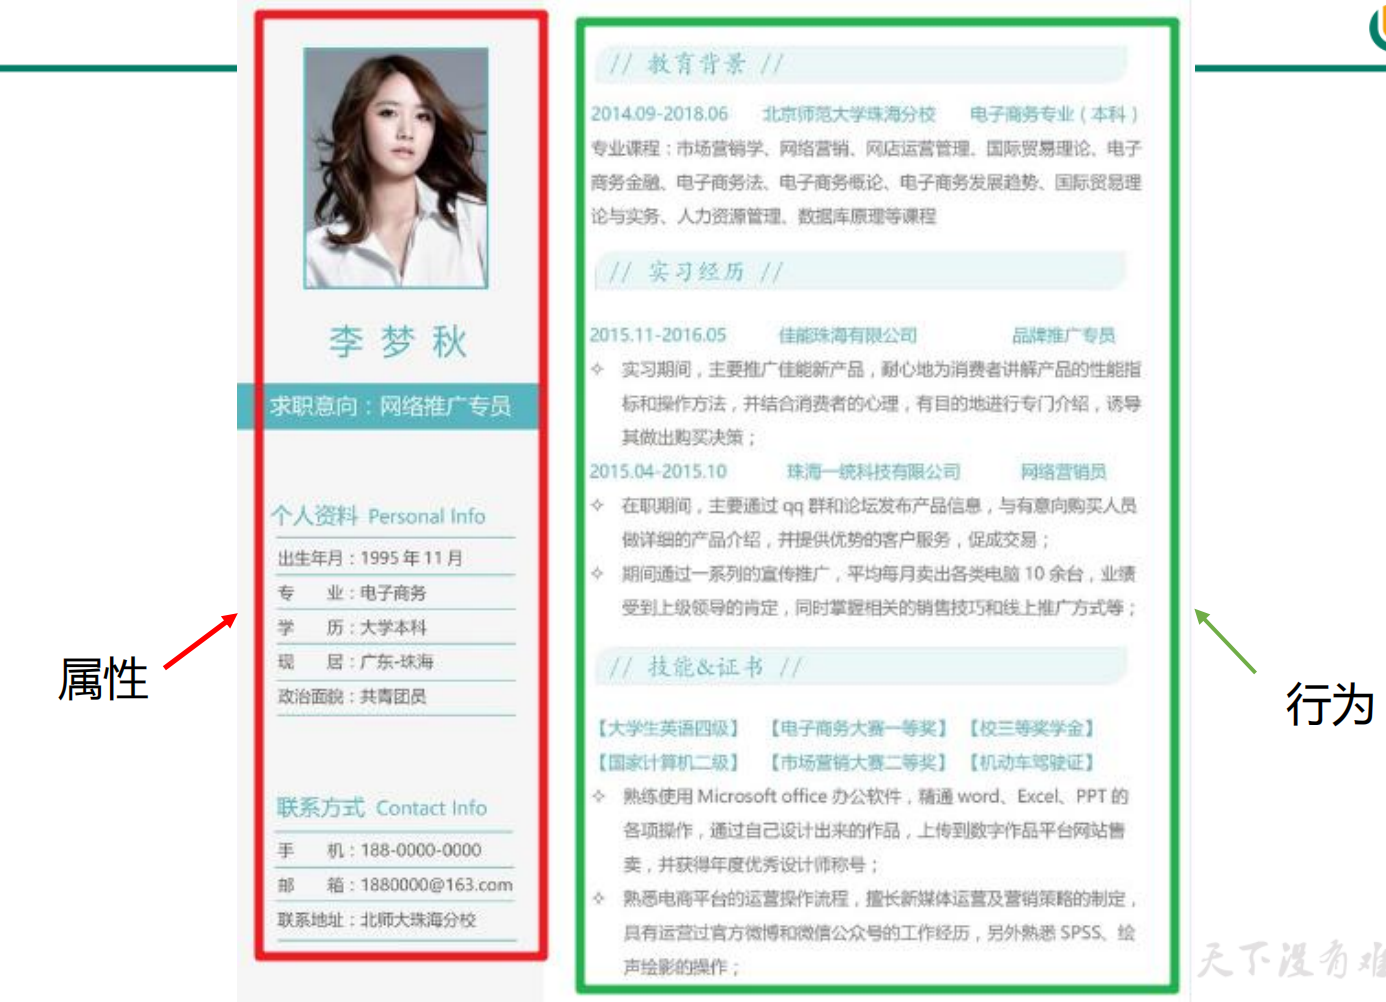 李梦秋
求职意向：网络推广专员
个人资料 Personal Info
出生年月：1995年11月
专 业：电子商务
学 历：大学本科
现 居：广东-珠海
政治面貌：共青团员
联系方式 Contact Info
手 机：188-0000-0000
邮 箱：1880000@163.com
联系地址：北师大珠海分校
属性
// 教育背景 //
2014.09-2018.06 北京师范大学珠海分校 电子商务专业（本科）
专业课程：市场营销学、网络营销、网店运营管理、国际贸易理论、电子
商务金融、电子商务法、电子商务概论、电子商务发展趋势、国际贸易理
论与实务、人力资源管理、数据库原理等课程
// 实习经历 //
2015.11-2016.05 佳能珠海有限公司 品牌推广专员
✧ 实习期间，主要推广佳能新产品，耐心地为消费者讲解产品的性能指
标和操作方法，并结合消费者的心理，有目的地进行专门介绍，诱导
其做出购买决策；
2015.04-2015.10 珠海一统科技有限公司 网络营销员
✧ 在职期间，主要通过 qq 群和论坛发布产品信息，与有意向购买人员
做详细的产品介绍，并提供优势的客户服务，促成交易；
✧ 期间通过一系列的宣传推广，平均每月卖出各类电脑 10 余台，业绩
受到上级领导的肯定，同时掌握相关的销售技巧和线上推广方式等；
// 技能&证书 //
【大学生英语四级】 【电子商务大赛一等奖】 【校三等奖学金】
【国家计算机二级】 【市场营销大赛二等奖】 【机动车驾驶证】
✧ 熟练使用 Microsoft office 办公软件，精通 word、Excel、PPT 的
各项操作，通过自己设计出来的作品，上传到数字作品平台网站售
卖，并获得年度优秀设计师称号；
✧ 熟悉电商平台的运营操作流程，擅长新媒体运营及营销策略的制定，
具有运营过官方微博和微信公众号的工作经历，另外熟悉 SPSS、绘
声绘影的操作；
行为
天下没有难